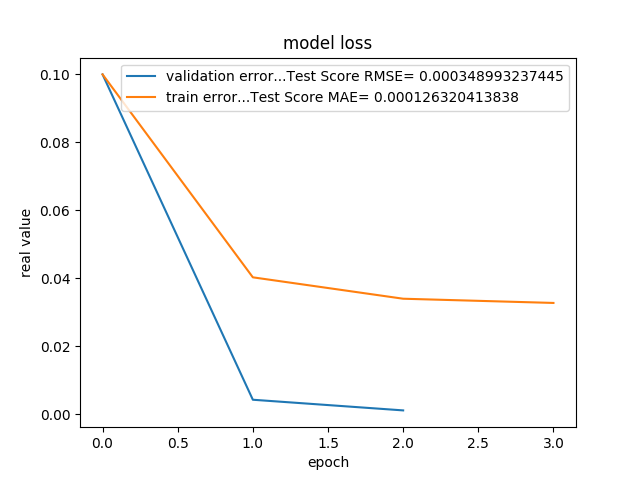 model loss
validation error...Test Score RMSE= 0.000348993237445
train error...Test Score MAE= 0.000126320413838
0.10
0.08
0.06
0.04
0.02
0.00
real value
0.0 0.5 1.0 1.5 2.0 2.5 3.0
epoch